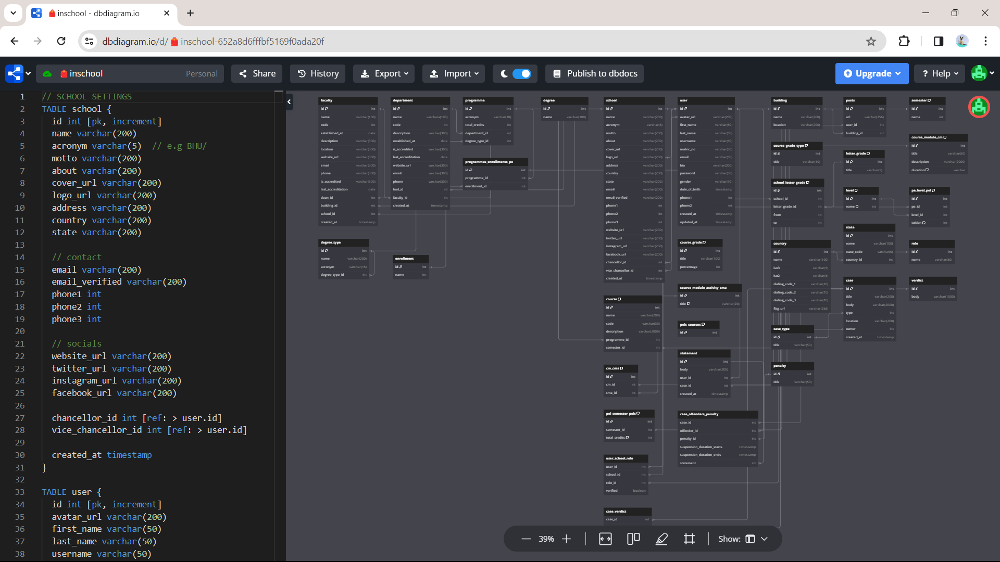 inschool - dbdiagram.io
dbdiagram.io/d/inschool-652a8d6fffbf5169f0ada20f
inschool
Personal
Share
History
Export
Import
Publish to dbdocs
Upgrade
? Help
1 // SCHOOL SETTINGS
2 TABLE school {
3 id int [pk, increment]
4 name varchar(200)
5 acronym varchar(5) // e.g BHU/
6 motto varchar(200)
7 about varchar(200)
8 cover_url varchar(200)
9 logo_url varchar(200)
10 address varchar(200)
11 country varchar(200)
12 state varchar(200)
13
14 // contact
15 email varchar(200)
16 email_verified varchar(200)
17 phone1 int
18 phone2 int
19 phone3 int
20
21 // socials
22 website_url varchar(200)
23 twitter_url varchar(200)
24 instagram_url varchar(200)
25 facebook_url varchar(200)
26
27 chancellor_id int [ref: > user.id]
28 vice_chancellor_id int [ref: > user.id]
29
30 created_at timestamp
31 }
32
33 TABLE user {
34 id int [pk, increment]
35 avatar_url varchar(200)
36 first_name varchar(50)
37 last_name varchar(50)
38 username varchar(50)
faculty
id int
name varchar(100)
code int
established_at date
description varchar(300)
location varchar(300)
website_url varchar(300)
email varchar(300)
phone varchar(300)
is_accredited varchar(300)
last_accreditation date
dean_id int
building_id int
school_id int
created_at timestamp
department
id int
name varchara(100)
code int
description varchar(300)
established_at date
is_accredited varchar(300)
last_accreditation date
website_url varchar(300)
email varchar(300)
phone varchar(300)
hod_id int
faculty_id int
created_at timestamp
programme
id int
acronym varchar(10)
total_credits int
department_id int
degree_type_id int
programmes_enrollments_pe
id int
programme_id int
enrollment_id int
degree
id int
name varchar(100)
degree_type
id int
name varchar(200)
acronym varchar(15)
degree_type_id int
enrollment
id int
name int
school
id int
name varchar(200)
acronym varchar(5)
motto varchar(200)
about varchar(200)
cover_url varchar(200)
logo_url varchar(200)
address varchar(200)
country varchar(200)
state varchar(200)
email varchar(200)
email_verified varchar(200)
phone1 int
phone2 int
phone3 int
website_url varchar(200)
twitter_url varchar(200)
instagram_url varchar(200)
facebook_url varchar(200)
chancellor_id int
vice_chancellor_id int
created_at timestamp
user
id int
avatar_url varchar(200)
first_name varchar(50)
last_name varchar(50)
username varchar(50)
matric_no varchar(50)
email varchar(50)
bio varchar(300)
password varchar(50)
gender varchar(10)
date_of_birth timestamp
phone1 int
phone2 int
created_at timestamp
updated_at timestamp
course_grade
id int
title varchar(100)
percentage int
course_module_activity_cma
id int
title varchar(20)
pels_courses
id int
statement
id int
body varchar(200)
user_id int
case_id int
created_at timestamp
case_offenders_penalty
case_id int
offender_id int
penalty_id int
suspension_duration_starts timestamp
suspension_duration_ends timestamp
statement int
course
id int
name varchar(200)
code varchar(30)
description varchar(2000)
programme_id int
semester_id int
cm_cma
id int
cm_id int
cma_id int
pel_semester_pels
id int
semester_id int
total_credits int
user_school_role
user_id int
school_id int
role_id int
verified boolean
case_verdict
case_id int
building
id int
name varchar(200)
location varchar(200)
course_grade_type
id int
title varchar(50)
school_letter_grade
id int
school_id int
letter_grade_id int
from int
to int
country
id int
name varchar(100)
iso3 varchar(5)
iso2 varchar(5)
dialing_code_1 varchar(10)
dialing_code_2 varchar(10)
dialing_code_3 varchar(10)
flag_url varchar(256)
case_type
id int
title varchar(50)
penalty
id int
title varchar(50)
posts
id int
url varchar(256)
user_id int
building_id int
letter_grade
id int
title varchar(5)
level
id int
name int
state
id int
name varchar(100)
state_code varchar(5)
country_id int
case
id int
title varchar(200)
body varchar(2000)
type int
location varchar(200)
owner int
created_at timestamp
semester
id int
name int
course_module_cm
id int
title varchar(50)
description varchar(2000)
duration varchar
pe_level_pel
id int
pe_id int
level_id int
tuition int
role
id int
name varchar(50)
verdict
id int
body varchar(1000)
39%
Show: